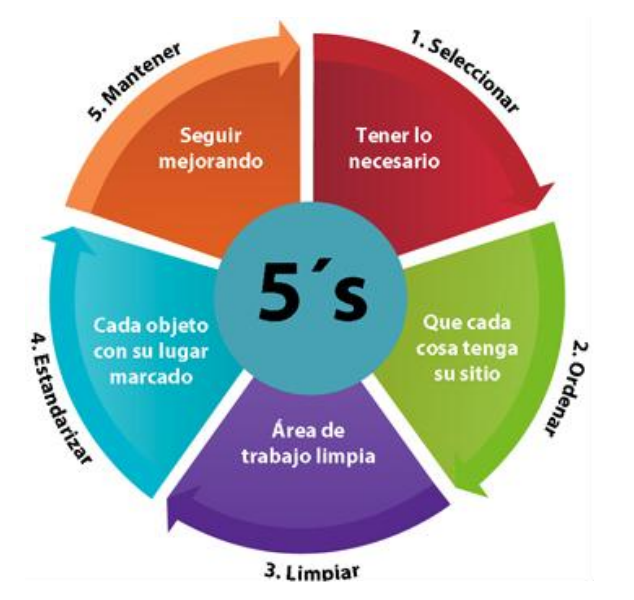 5´s
1. Seleccionar
Tener lo
necesario
2. Ordenar
Que cada
cosa tenga
su sitio
3. Limpiar
Área de
trabajo limpia
4. Estandarizar
Cada objeto
con su lugar
marcado
5. Mantener
Seguir
mejorando